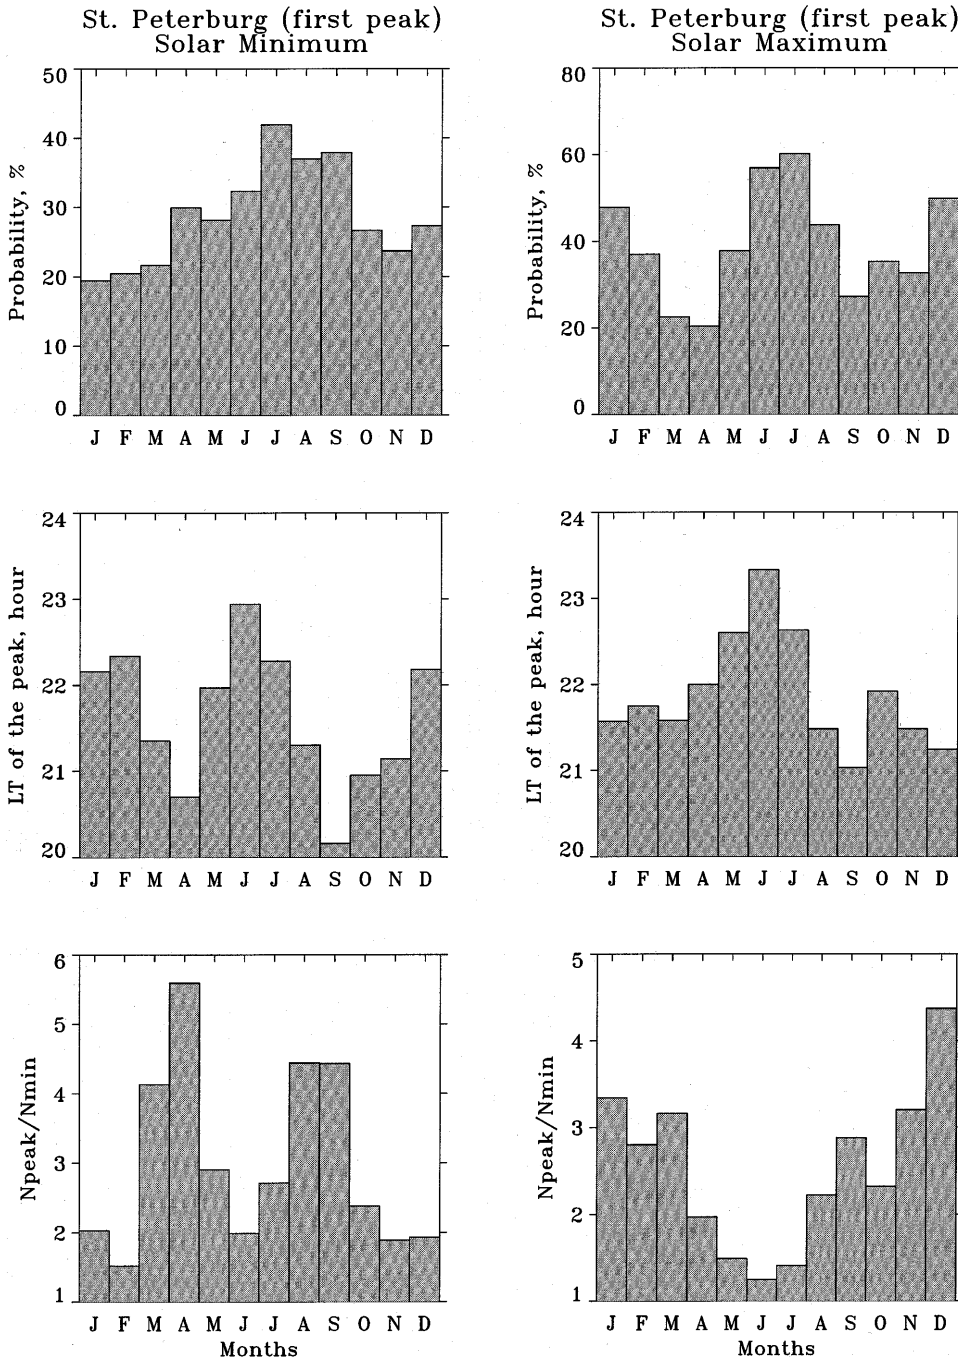 St. Peterburg (first peak)
Solar Minimum
50
40
30
20
10
0
Probability, %
J F M A M J J A S O N D
St. Peterburg (first peak)
Solar Maximum
80
60
40
20
0
Probability, %
J F M A M J J A S O N D
24
23
22
21
20
LT of the peak, hour
J F M A M J J A S O N D
24
23
22
21
20
LT of the peak, hour
J F M A M J J A S O N D
6
5
4
3
2
1
Npeak/Nmin
J F M A M J J A S O N D
Months
5
4
3
2
1
Npeak/Nmin
J F M A M J J A S O N D
Months